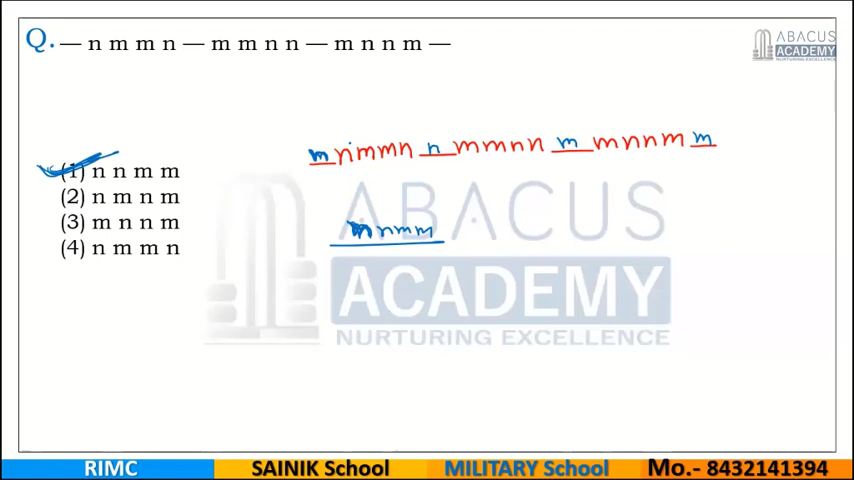 Q. — n m m n — m m n n — m n n m —
ABACUS
ACADEMY
NURTURING EXCELLENCE
m n m m n n m m n n m m n n m m
(1) n n m m
(2) n m n m
(3) m n n m
(4) n m m n
n m m
ABACUS
ACADEMY
NURTURING EXCELLENCE
RIMC SAINIK School MILITARY School Mo.- 8432141394